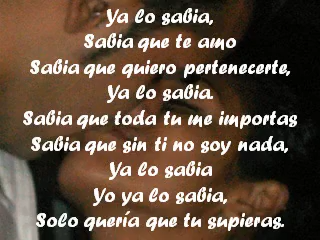 Ya lo sabia,
Sabia que te amo
Sabia que quiero pertenecerte,
Ya lo sabia.
Sabia que toda tu me importas
Sabia que sin ti no soy nada,
Ya lo sabia
Yo ya lo sabia,
Solo quería que tu supieras.